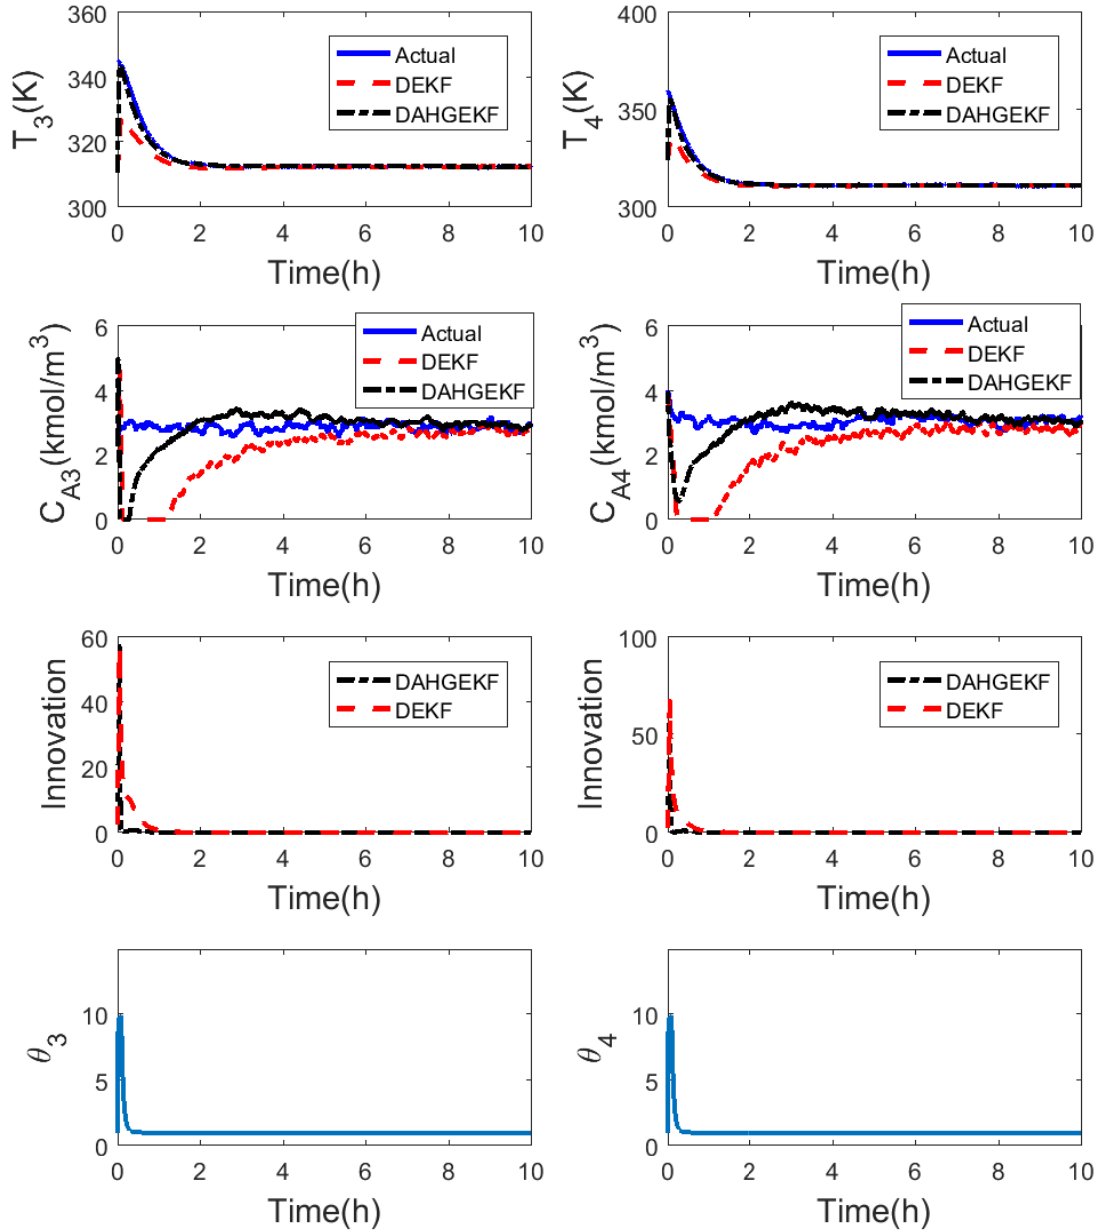 360
340
320
300
T3(K)
Actual
DEKF
DAHGEKF
0 2 4 6 8 10
Time(h)
400
350
300
T4(K)
Actual
DEKF
DAHGEKF
0 2 4 6 8 10
Time(h)
6
4
2
0
CA3(kmol/m3)
Actual
DEKF
DAHGEKF
0 2 4 6 8 10
Time(h)
6
4
2
0
CA4(kmol/m3)
Actual
DEKF
DAHGEKF
0 2 4 6 8 10
Time(h)
60
40
20
0
Innovation
DAHGEKF
DEKF
0 2 4 6 8 10
Time(h)
100
50
0
Innovation
DAHGEKF
DEKF
0 2 4 6 8 10
Time(h)
10
5
0
θ3
0 2 4 6 8 10
Time(h)
10
5
0
θ4
0 2 4 6 8 10
Time(h)